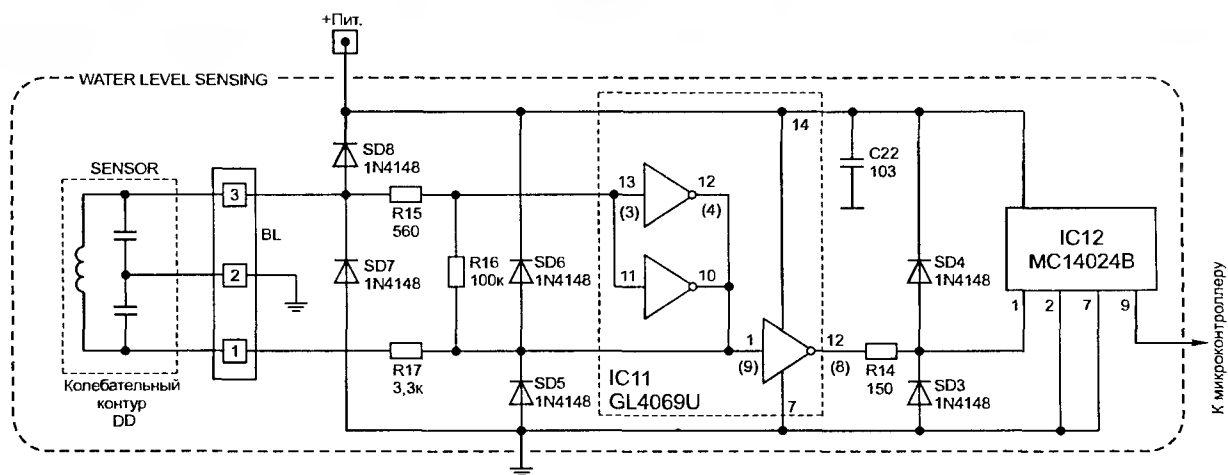 +Пит.
WATER LEVEL SENSING
SENSOR
3
BL
2
1
Колебательный
контур
DD
SD8
1N4148
R15
560
SD7
1N4148
R16
100к
SD6
1N4148
R17
3,3к
SD5
1N4148
13
(3)
12
(4)
11
10
14
1
(9)
12
(8)
7
IC11
GL4069U
C22
103
R14
150
SD4
1N4148
SD3
1N4148
IC12
MC14024B
1
2
7
9
К микроконтроллеру